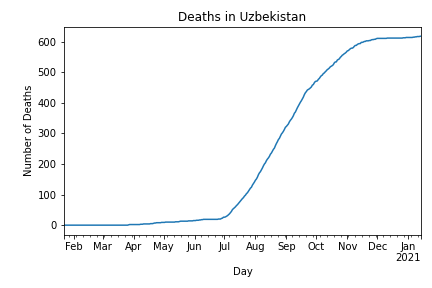 Deaths in Uzbekistan
Number of Deaths
600
500
400
300
200
100
0
Feb Mar Apr May Jun Jul Aug Sep Oct Nov Dec Jan
2021
Day